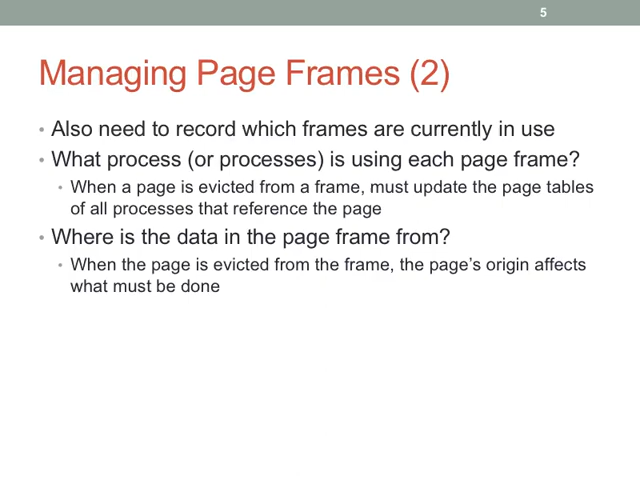 5
Managing Page Frames (2)
• Also need to record which frames are currently in use
• What process (or processes) is using each page frame?
• When a page is evicted from a frame, must update the page tables
of all processes that reference the page
• Where is the data in the page frame from?
• When the page is evicted from the frame, the page's origin affects
what must be done